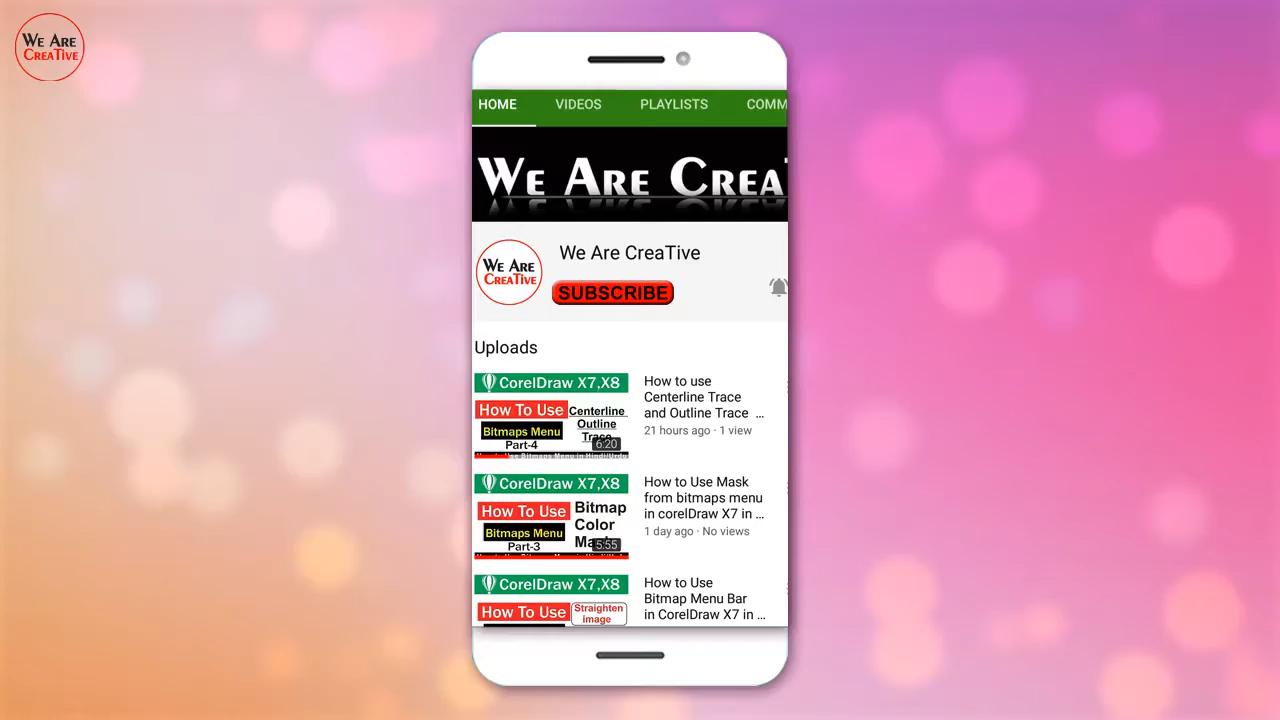 We Are
CreaTive
HOME VIDEOS PLAYLISTS COMM
We Are Crea
We Are
CreaTive
We Are CreaTive
SUBSCRIBE
Uploads
CorelDraw X7,X8
How To Use
Centerline
Outline
Trace
Bitmaps Menu
Part-4
6:20
How to use
Centerline Trace
and Outline Trace ...
21 hours ago · 1 view
CorelDraw X7,X8
How To Use
Bitmap
Color
Mask
Bitmaps Menu
Part-3
5:55
How to Use Mask
from bitmaps menu
in corelDraw X7 in ...
1 day ago · No views
CorelDraw X7,X8
How To Use
Straighten
image
How to Use
Bitmap Menu Bar
in CorelDraw X7 in ...